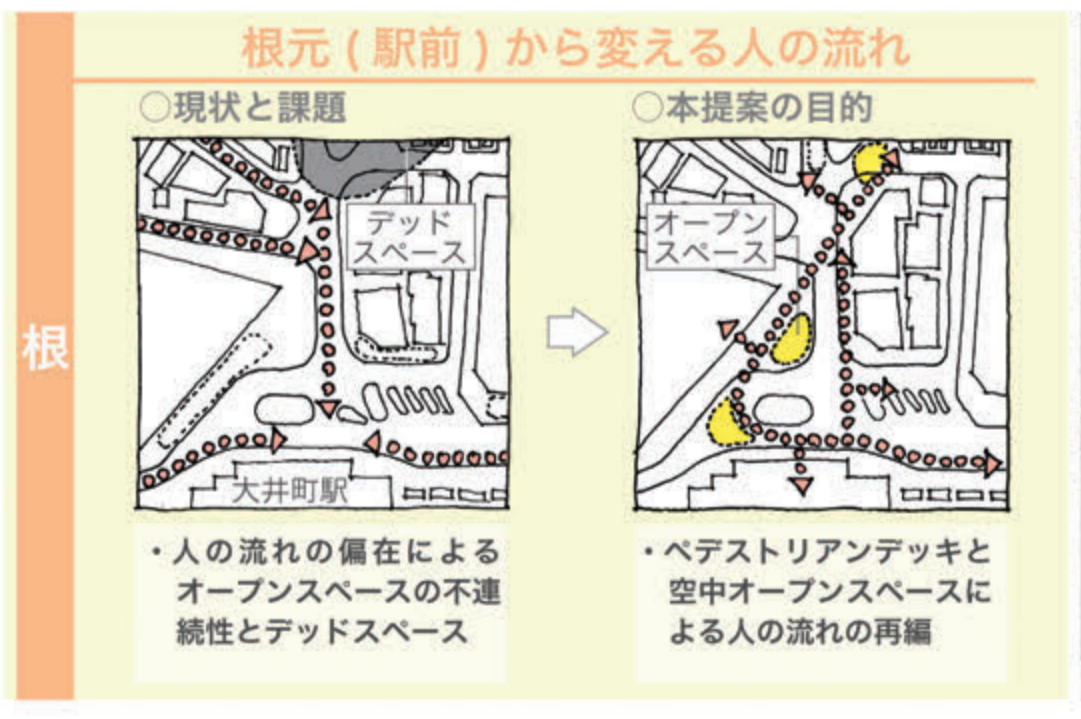 根元(駅前)から変える人の流れ
根
○現状と課題
デッド
スペース
大井町駅
・人の流れの偏在による
オープンスペースの不連
続性とデッドスペース
○本提案の目的
オープン
スペース
・ペデストリアンデッキと
空中オープンスペースに
よる人の流れの再編